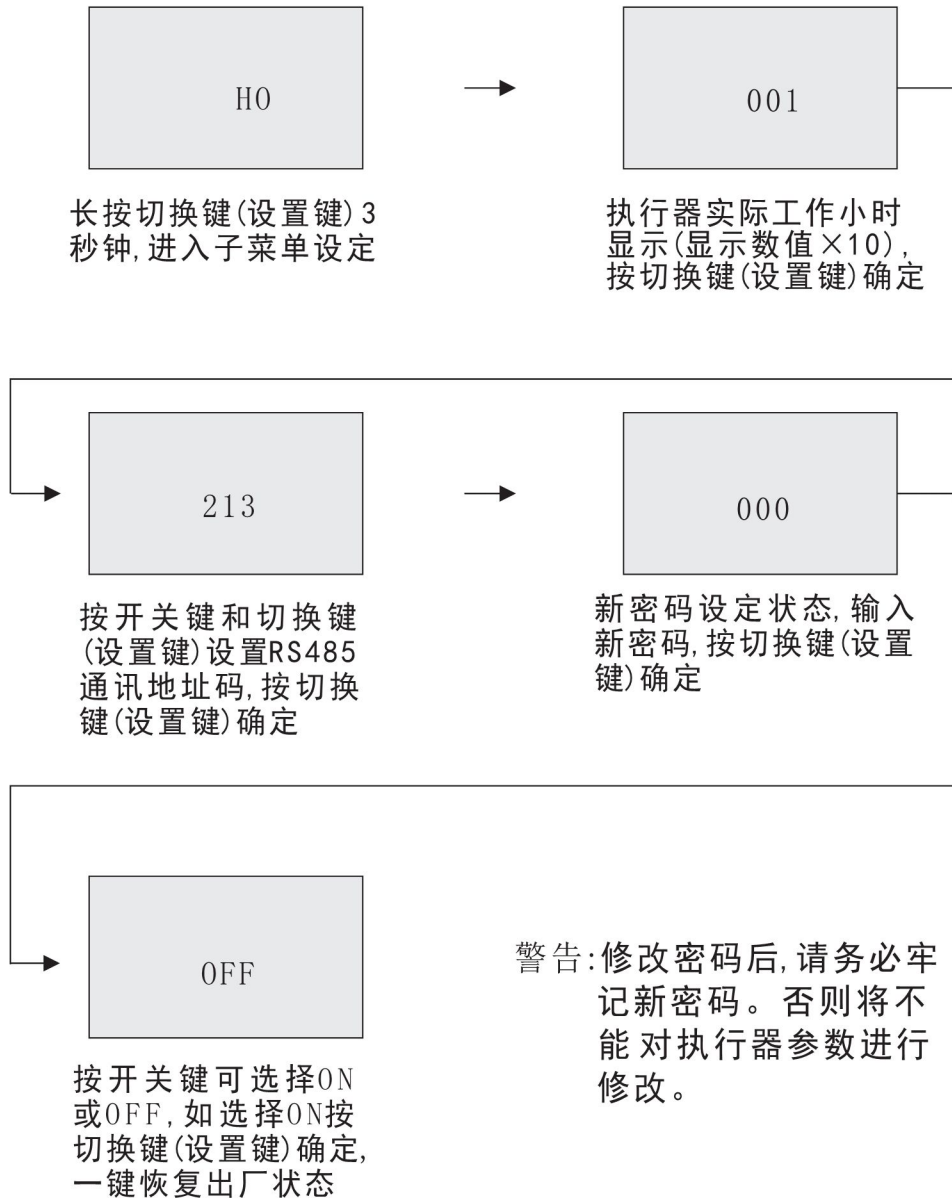 HO
长按切换键(设置键)3
秒钟,进入子菜单设定
001
执行器实际工作小时
显示(显示数值×10),
按切换键(设置键)确定
213
按开关键和切换键
(设置键)设置RS485
通讯地址码,按切换
键(设置键)确定
000
新密码设定状态,输入
新密码,按切换键(设置
键)确定
OFF
按开关键可选择ON
或OFF,如选择ON按
切换键(设置键)确定,
一键恢复出厂状态
警告:修改密码后,请务必牢
记新密码。否则将不
能对执行器参数进行
修改。